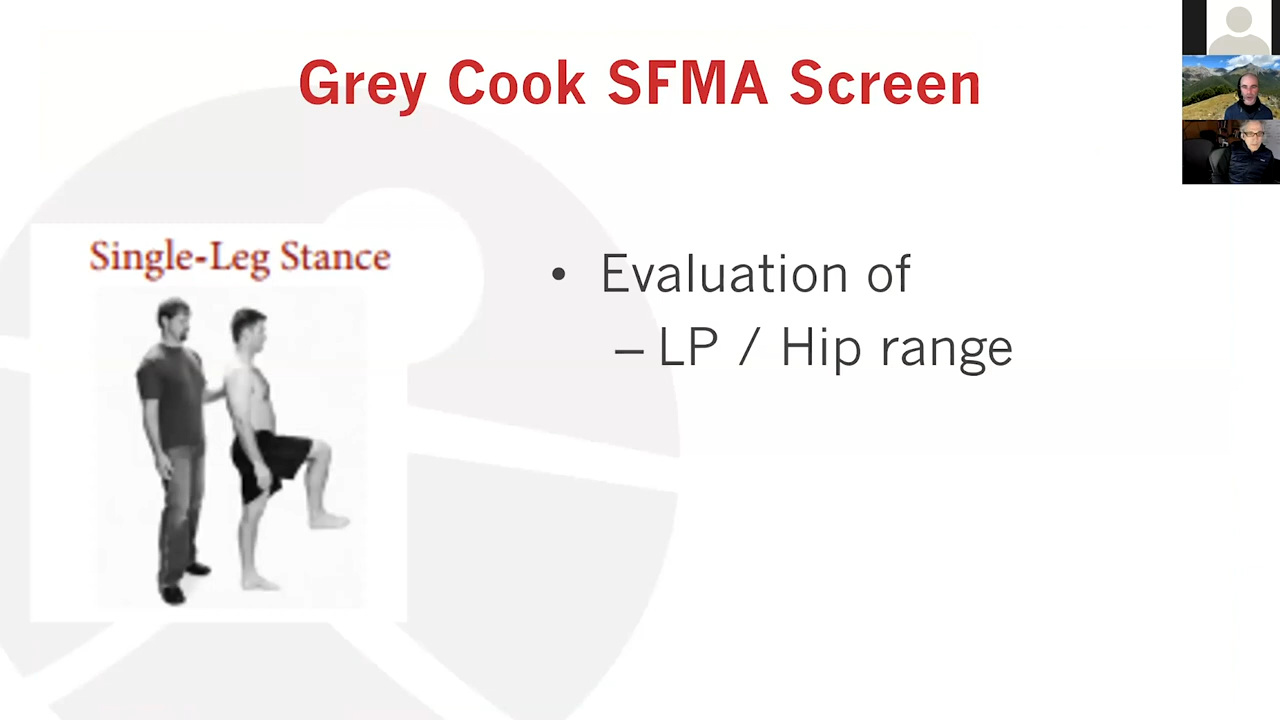 Grey Cook SFMA Screen
Single-Leg Stance
• Evaluation of
– LP / Hip range